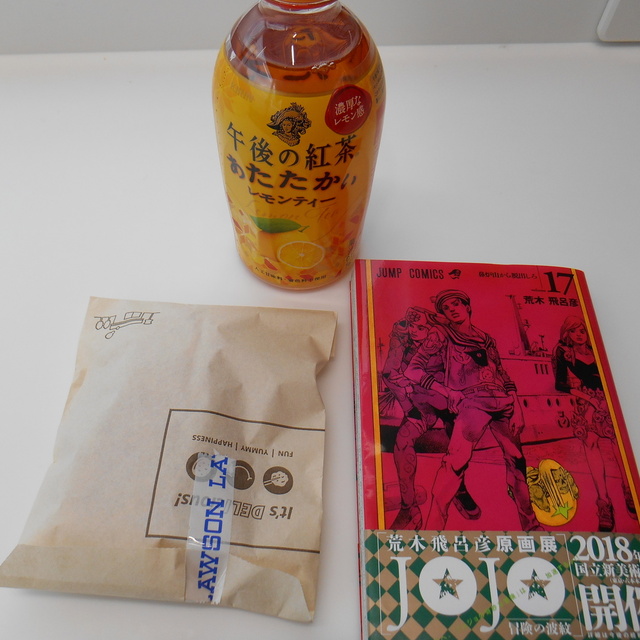 濃厚な
レモン感
午後の紅茶
あたたかい
レモンティー
JUMP COMICS
17
荒木 飛呂彦
荒木飛呂彦原画展
JOJO
冒険の波紋
2018年
国立新美術
開催
FUN | YUMMY | HAPPINESS
It's DELICIOUS!
AWSON LA